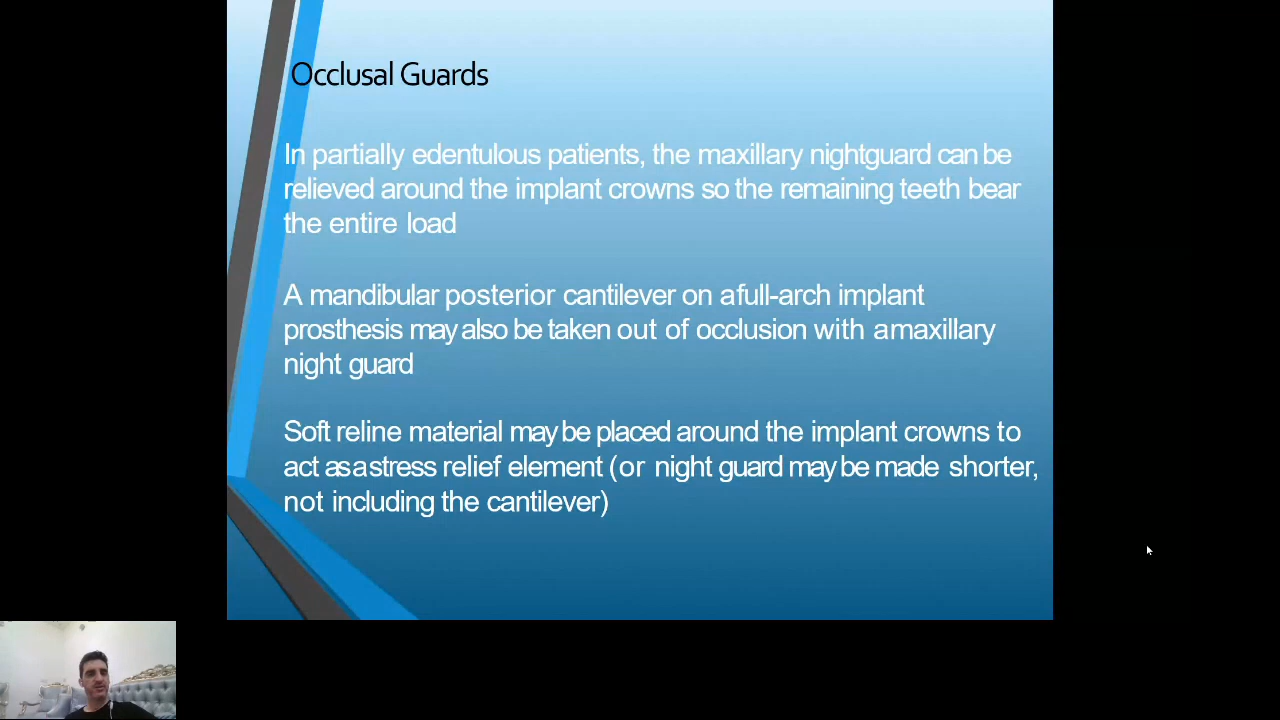 Occlusal Guards
In partially edentulous patients, the maxillary nightguard can be
relieved around the implant crowns so the remaining teeth bear
the entire load
A mandibular posterior cantilever on afull-arch implant
prosthesis may also be taken out of occlusion with amaxillary
night guard
Soft reline material may be placed around the implant crowns to
act asastress relief element (or night guard may be made shorter,
not including the cantilever)